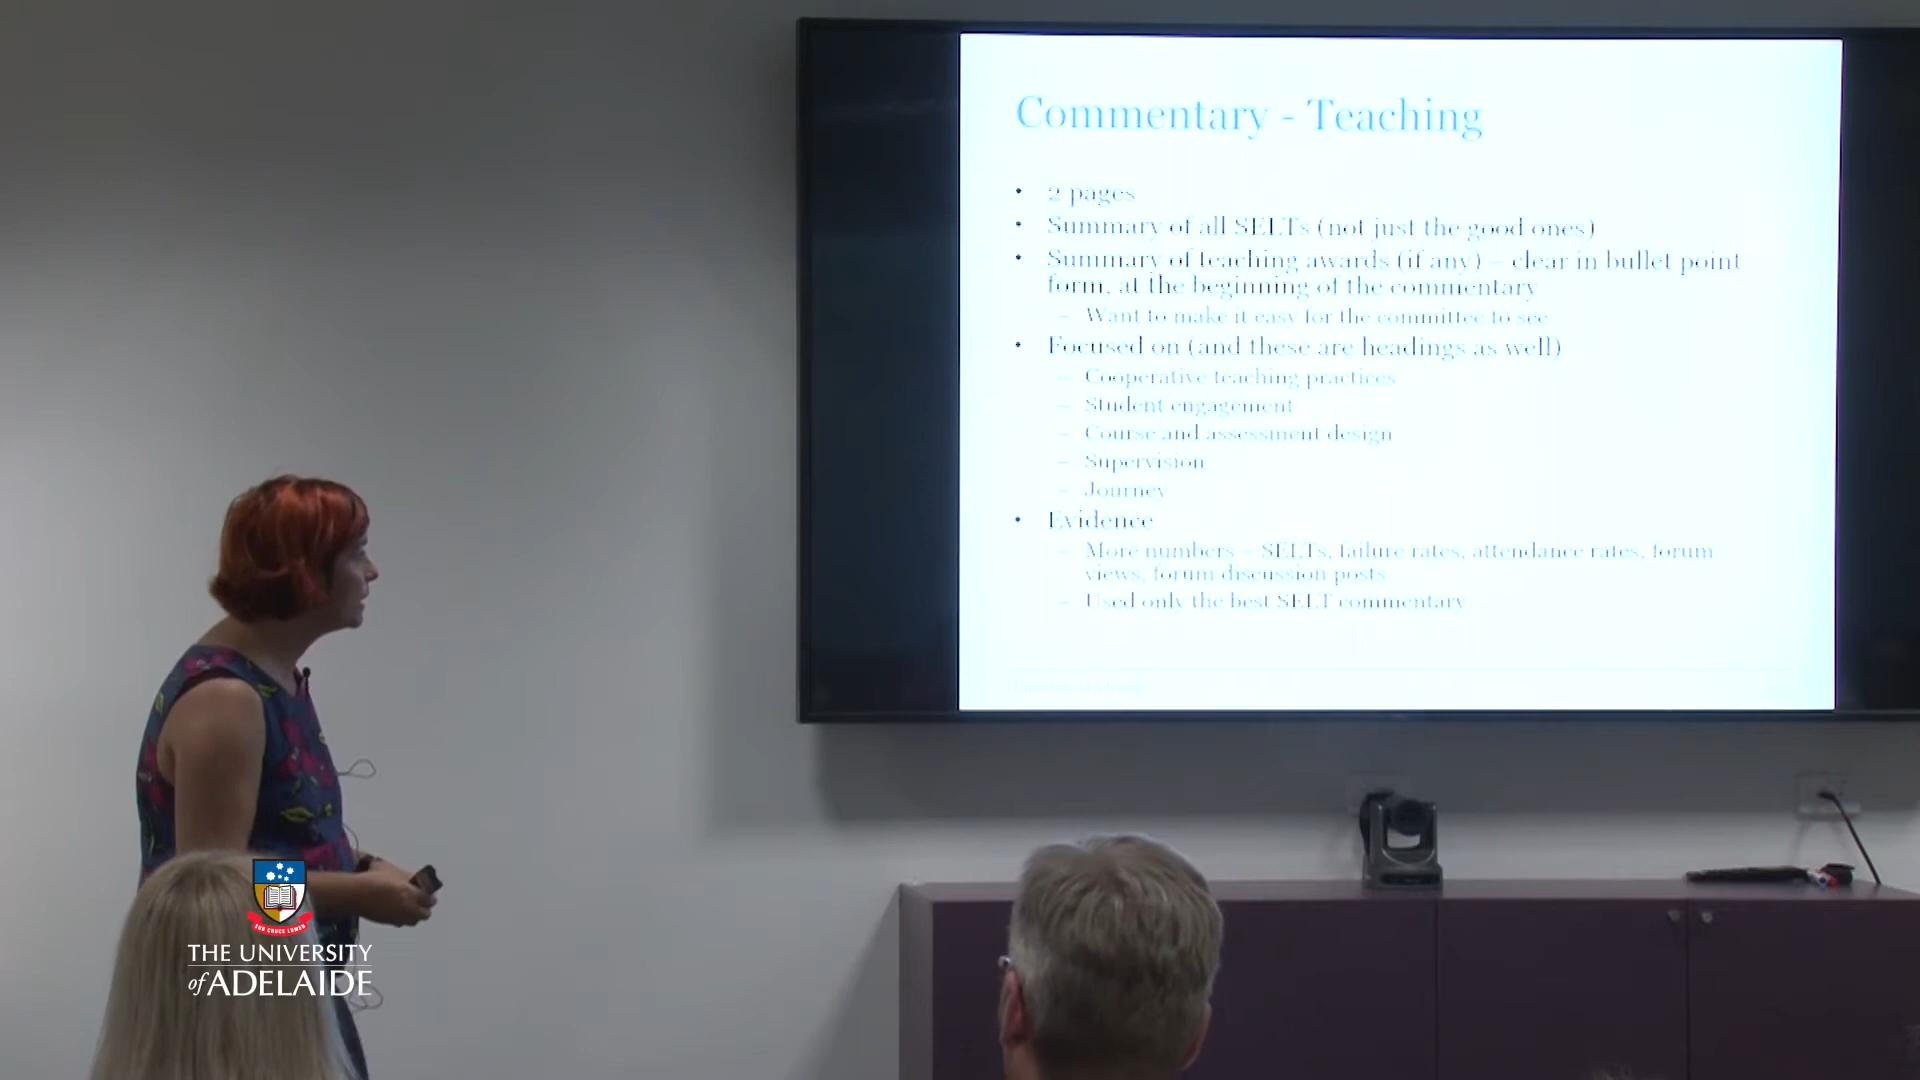 Commentary - Teaching
• 2 pages
• Summary of all SELTs (not just the good ones)
• Summary of teaching awards (if any) – clear in bullet point
form, at the beginning of the commentary
– Want to make it easy for the committee to see
• Focused on (and these are headings as well)
– Cooperative teaching practices
– Student engagement
– Course and assessment design
– Supervision
– Journey
• Evidence
– More numbers – SELTs, failure rates, attendance rates, forum
views, forum discussion posts
– Used only the best SELT commentary
SUB CRUCE LUMEN
THE UNIVERSITY
of ADELAIDE